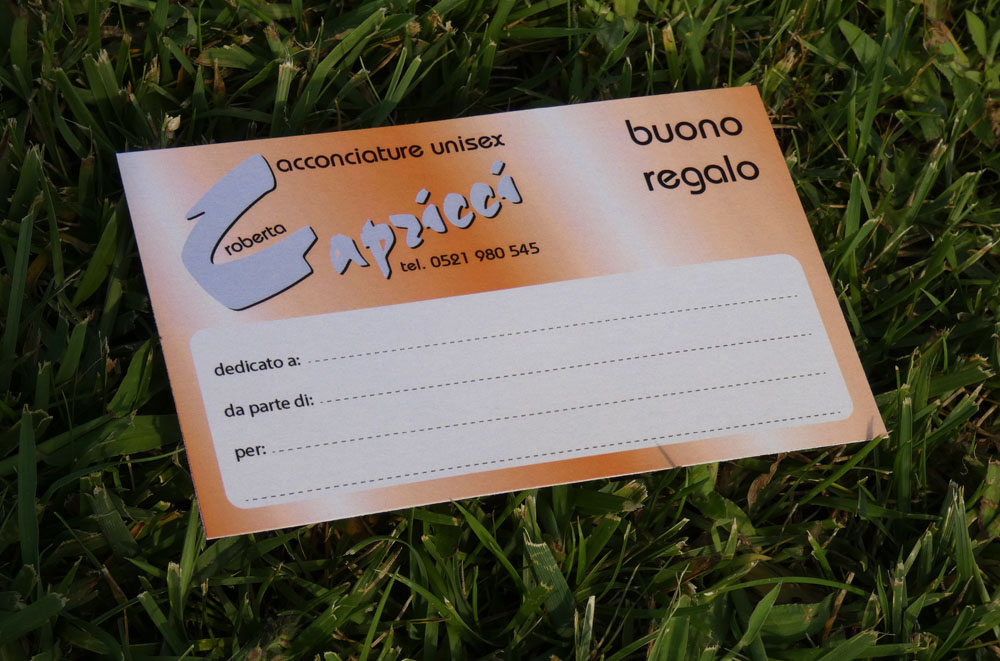 acconciature unisex
roberta
Capricci
tel. 0521 980 545
buono
regalo
dedicato a:
da parte di:
per: